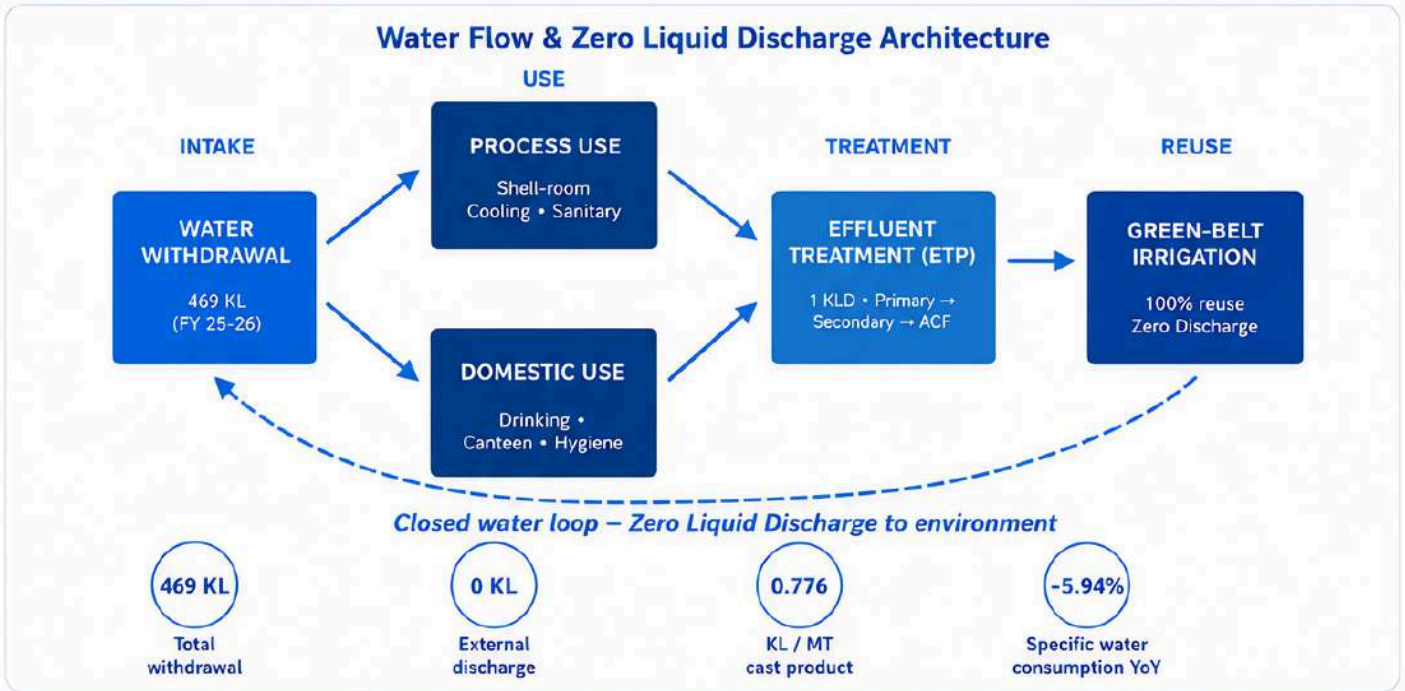 Water Flow & Zero Liquid Discharge Architecture
INTAKE
WATER
WITHDRAWAL
469 KL
(FY 25-26)
USE
PROCESS USE
Shell-room
Cooling • Sanitary
DOMESTIC USE
Drinking •
Canteen • Hygiene
TREATMENT
EFFLUENT
TREATMENT (ETP)
1 KLD • Primary →
Secondary → ACF
REUSE
GREEN-BELT
IRRIGATION
100% reuse
Zero Discharge
Closed water loop – Zero Liquid Discharge to environment
469 KL
Total
withdrawal
0 KL
External
discharge
0.776
KL / MT
cast product
-5.94%
Specific water
consumption YoY